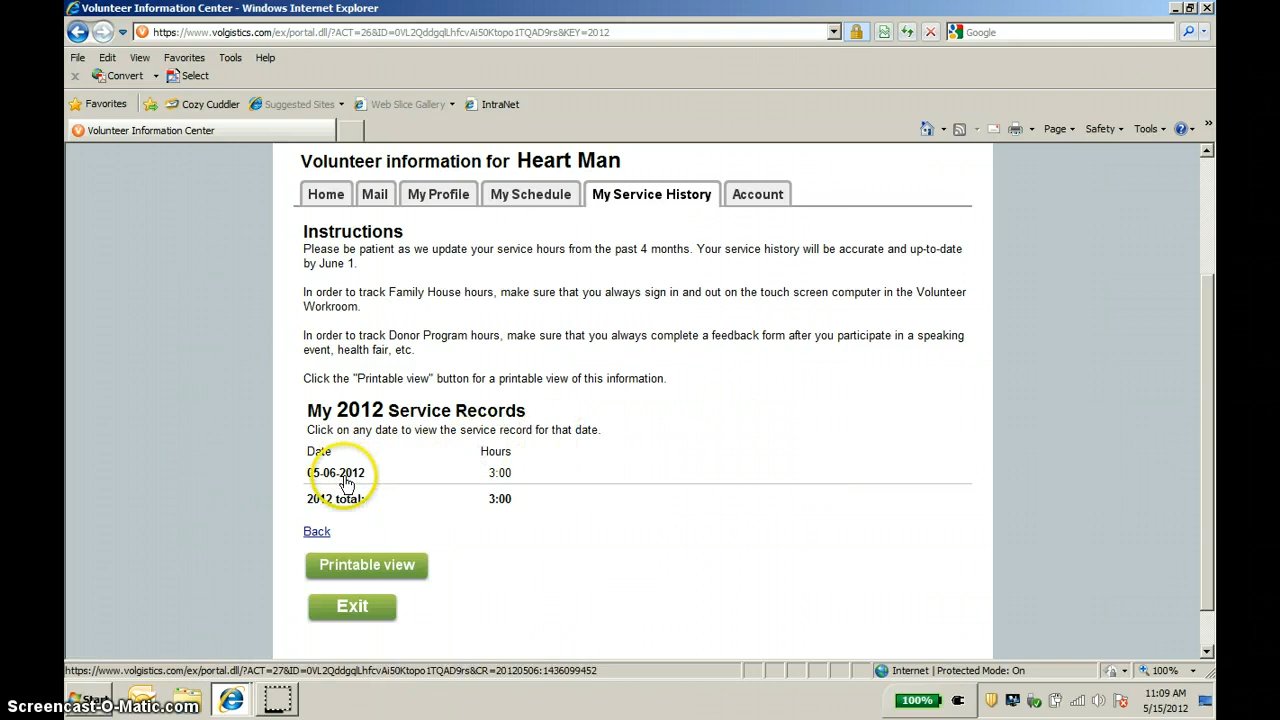 Volunteer Information Center - Windows Internet Explorer
https://www.volgistics.com/ex/portal.dll/?ACT=26&ID=0VL2QddgqLhfcvAi50Ktopo1TQAD9rs&KEY=2012
Google
File Edit View Favorites Tools Help
Convert Select
Favorites Cozy Cuddler Suggested Sites Web Slice Gallery IntraNet
Volunteer Information Center
Page Safety Tools
Volunteer information for Heart Man
Home Mail My Profile My Schedule My Service History Account
Instructions
Please be patient as we update your service hours from the past 4 months. Your service history will be accurate and up-to-date
by June 1.
In order to track Family House hours, make sure that you always sign in and out on the touch screen computer in the Volunteer
Workroom.
In order to track Donor Program hours, make sure that you always complete a feedback form after you participate in a speaking
event, health fair, etc.
Click the "Printable view" button for a printable view of this information.
My 2012 Service Records
Click on any date to view the service record for that date.
Date Hours
05-06-2012 3:00
2012 total: 3:00
Back
Printable view
Exit
https://www.volgistics.com/ex/portal.dll/?ACT=27&ID=0VL2QddgqLhfcvAi50Ktopo1TQAD9rs&CR=20120506:1436099452
Internet | Protected Mode: On
100%
Start
100%
11:09 AM
5/15/2012
Screencast-O-Matic.com